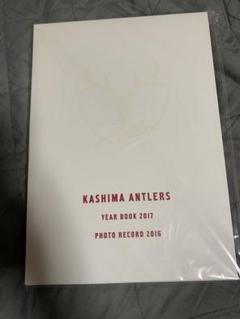 KASHIMA ANTLERS
YEAR BOOK 2017
PHOTO RECORD 2016